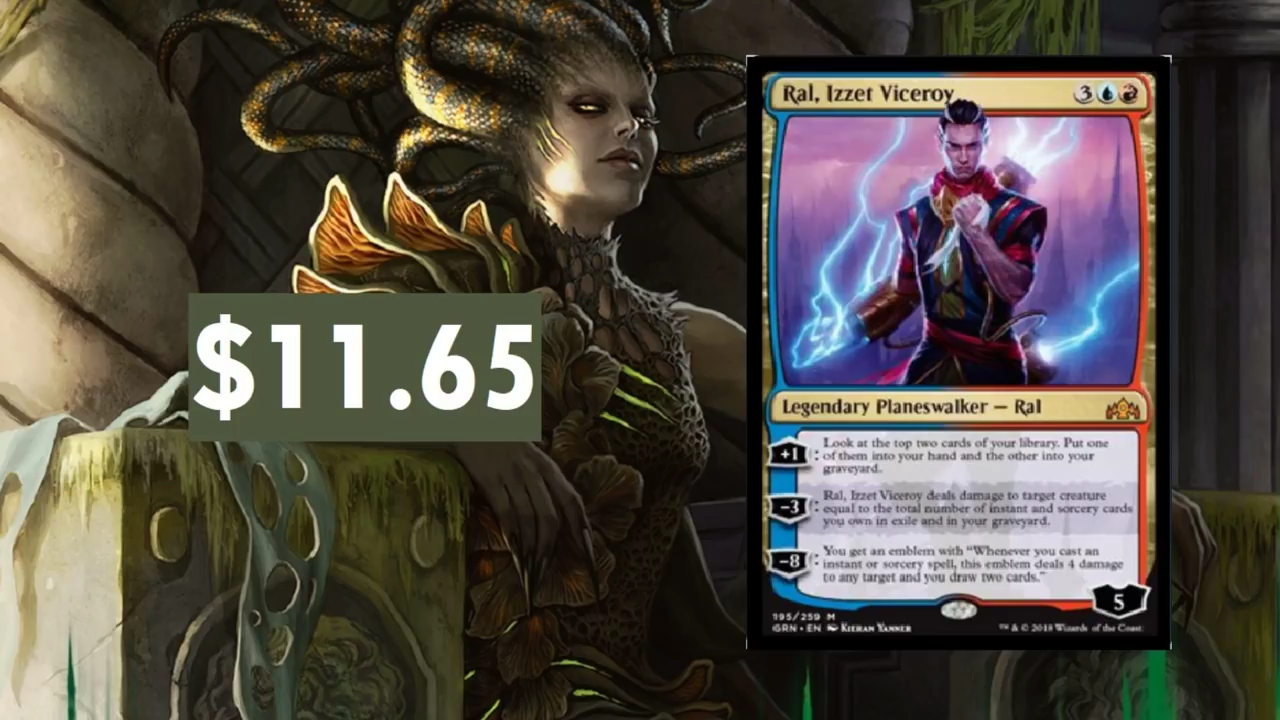 $11.65
Ral, Izzet Viceroy
3
Legendary Planeswalker — Ral
+1: Look at the top two cards of your library. Put one
of them into your hand and the other into your
graveyard.
-3: Ral, Izzet Viceroy deals damage to target creature
equal to the total number of instant and sorcery cards
you own in exile and in your graveyard.
-8: You get an emblem with “Whenever you cast an
instant or sorcery spell, this emblem deals 4 damage
to any target and you draw two cards.”
5
195/259 M
GRN • EN Kieran Yanner
™ & © 2018 Wizards of the Coast